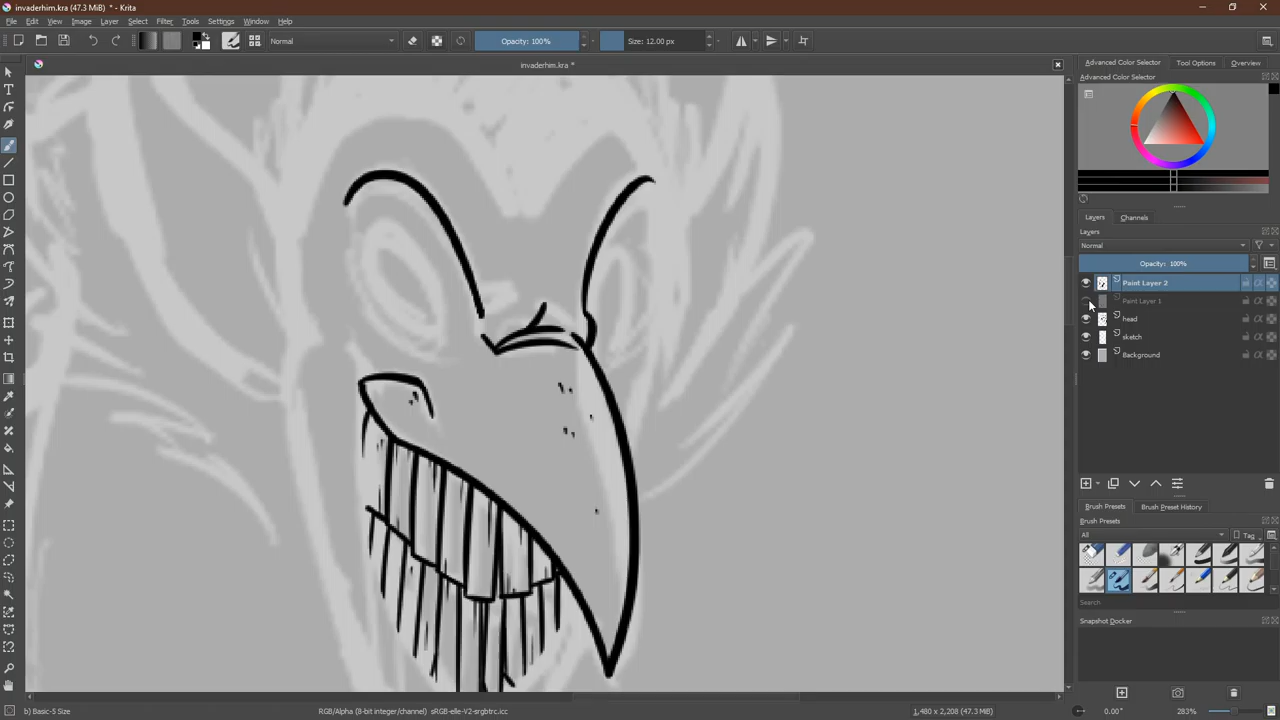 invaderhim.kra (47.3 MiB) * - Krita
File Edit View Image Layer Filter Select Tools Settings Window Help
Normal Opacity: 100% Size: 12.00 px
invaderhim.kra *
Advanced Color Selector Tool Options Overview
Advanced Color Selector
Layers Channels
Layers
Normal
Opacity: 100%
Paint Layer 2
Paint Layer 1
head
sketch
Background
Brush Presets Brush Preset History
Brush Presets
All Tag
Search
Snapshot Docker
b) Basic-5 Size RGB/Alpha (8-bit integer/channel) sRGB-elle-V2-srgbtrc.icc 1,480 x 2,208 (47.3 MiB) 0.00° 283%